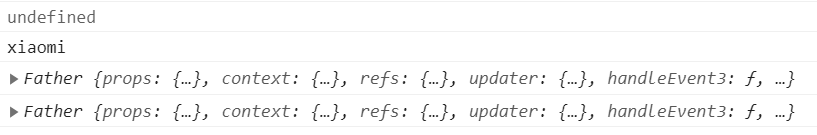 undefined
xiaomi
▶ Father {props: {…}, context: {…}, refs: {…}, updater: {…}, handleEvent3: ƒ, …}
▶ Father {props: {…}, context: {…}, refs: {…}, updater: {…}, handleEvent3: ƒ, …}